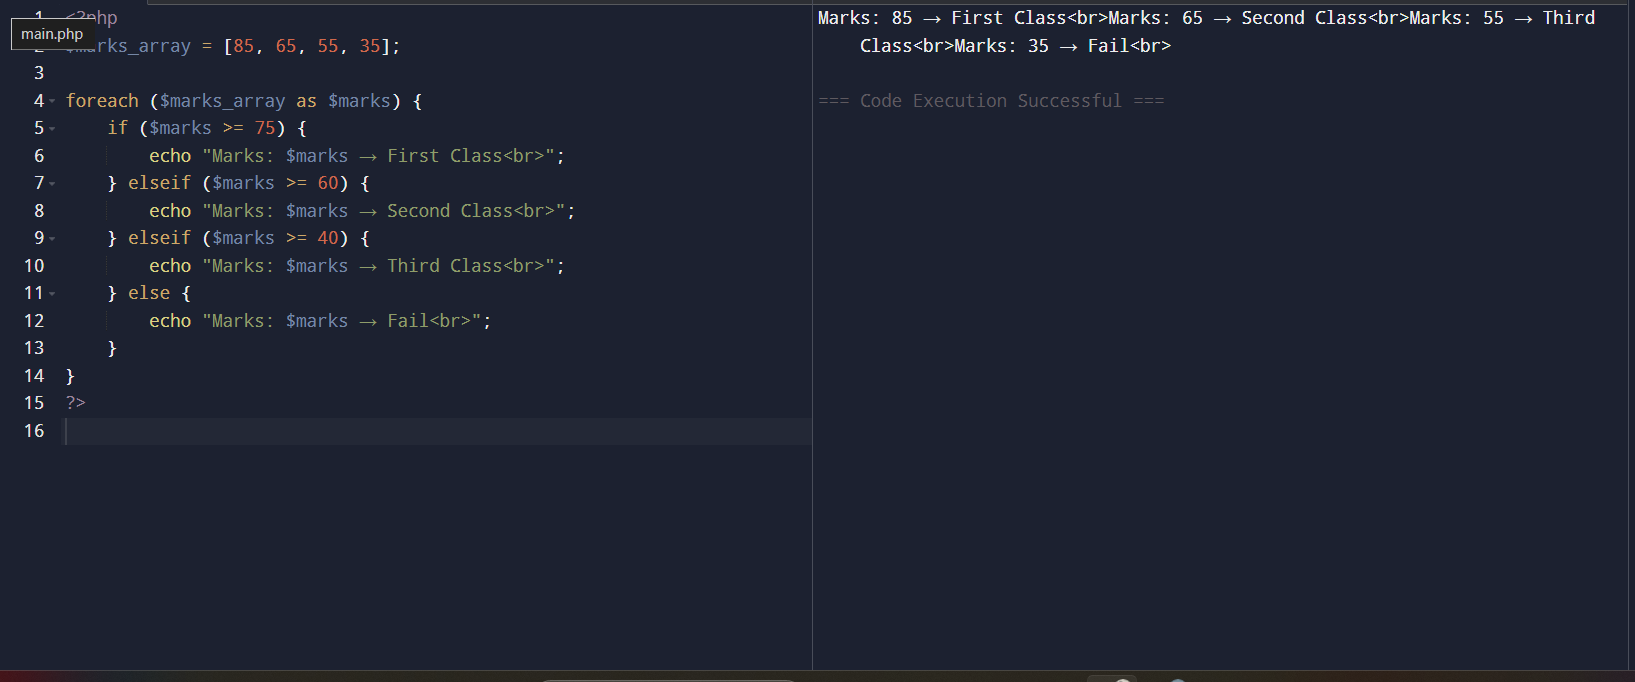 1 <?php
main.php
2 $marks_array = [85, 65, 55, 35];
3
4 foreach ($marks_array as $marks) {
5 if ($marks >= 75) {
6 echo "Marks: $marks → First Class<br>";
7 } elseif ($marks >= 60) {
8 echo "Marks: $marks → Second Class<br>";
9 } elseif ($marks >= 40) {
10 echo "Marks: $marks → Third Class<br>";
11 } else {
12 echo "Marks: $marks → Fail<br>";
13 }
14 }
15 ?>
16
Marks: 85 → First Class<br>Marks: 65 → Second Class<br>Marks: 55 → Third
Class<br>Marks: 35 → Fail<br>
=== Code Execution Successful ===